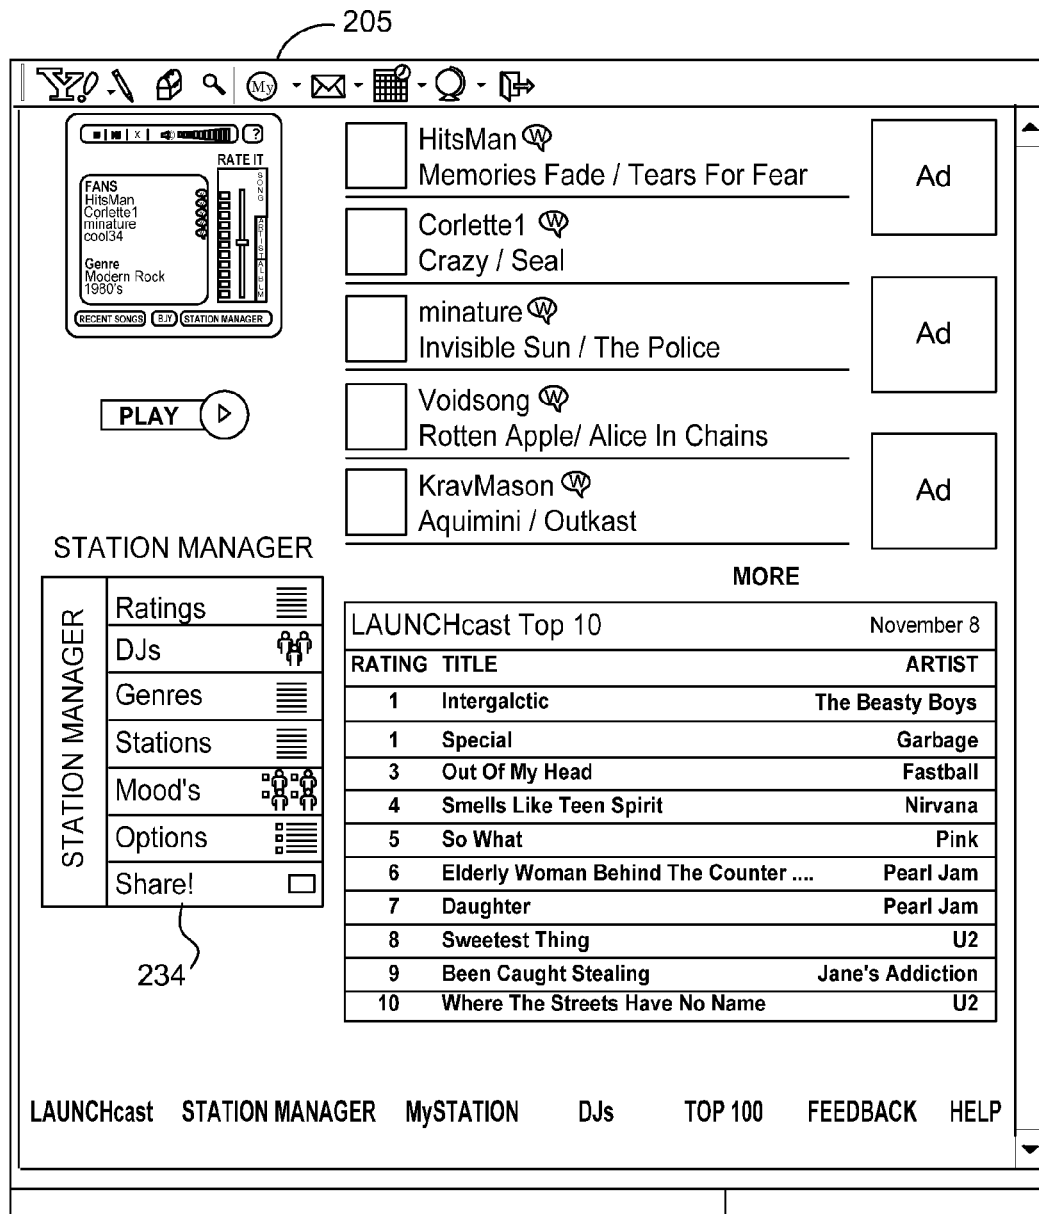 205
Y! My
? 
RATE IT
SONG
ARTIST
ALBUM
FANS
HitsMan
Corlette1
minature
cool34
Genre
Modern Rock
1980's
RECENT SONGS BUY STATION MANAGER
PLAY
HitsMan W
Memories Fade / Tears For Fear
Corlette1 W
Crazy / Seal
minature W
Invisible Sun / The Police
Voidsong W
Rotten Apple/ Alice In Chains
KravMason W
Aquimini / Outkast
MORE
Ad
Ad
Ad
STATION MANAGER
STATION MANAGER
Ratings
DJs
Genres
Stations
Mood's
Options
Share!
234
LAUNCHcast Top 10 November 8
RATING TITLE ARTIST
1 Intergalctic The Beasty Boys
1 Special Garbage
3 Out Of My Head Fastball
4 Smells Like Teen Spirit Nirvana
5 So What Pink
6 Elderly Woman Behind The Counter .... Pearl Jam
7 Daughter Pearl Jam
8 Sweetest Thing U2
9 Been Caught Stealing Jane's Addiction
10 Where The Streets Have No Name U2
LAUNCHcast STATION MANAGER MySTATION DJs TOP 100 FEEDBACK HELP